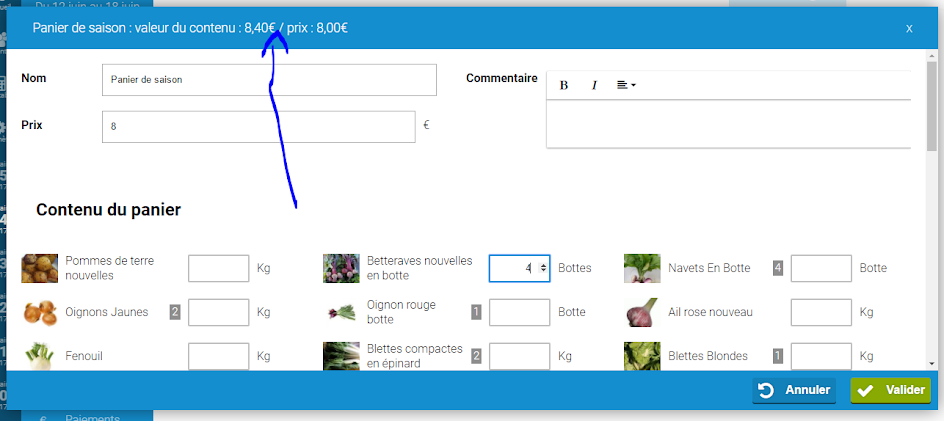 Du 12 juin au 18 juin
Panier de saison : valeur du contenu : 8,40€ / prix : 8,00€
x
Nom
Panier de saison
Commentaire
B I
Prix
8
€
Contenu du panier
Pommes de terre nouvelles
Kg
Betteraves nouvelles en botte
4
Bottes
Navets En Botte
4
Botte
Oignons Jaunes
2
Kg
Oignon rouge botte
1
Botte
Ail rose nouveau
Kg
Fenouil
Kg
Blettes compactes en épinard
2
Kg
Blettes Blondes
1
Kg
Annuler
Valider
€ Paiements